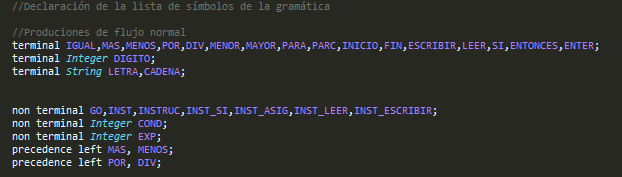 //Declaración de la lista de símbolos de la gramática
//Produciones de flujo normal
terminal IGUAL,MAS,MENOS,POR,DIV,MENOR,MAYOR,PARA,PARC,INICIO,FIN,ESCRIBIR,LEER,SI,ENTONCES,ENTER;
terminal Integer DIGITO;
terminal String LETRA,CADENA;
non terminal GO,INST,INSTRUC,INST_SI,INST_ASIG,INST_LEER,INST_ESCRIBIR;
non terminal Integer COND;
non terminal Integer EXP;
precedence left MAS, MENOS;
precedence left POR, DIV;